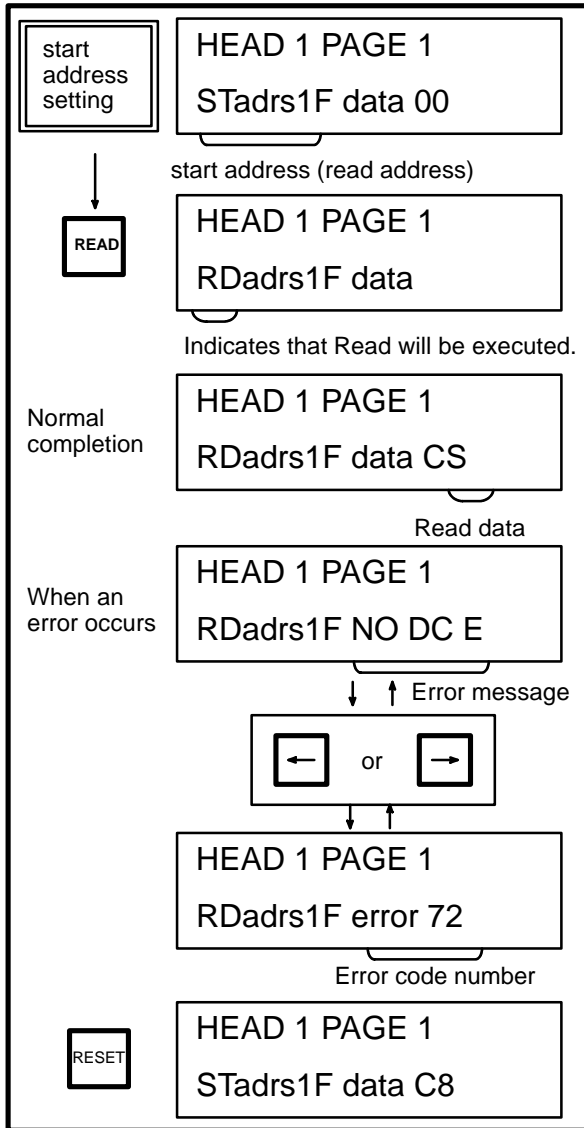 start
address
setting
HEAD 1 PAGE 1
STadrs1F data 00
start address (read address)
READ
HEAD 1 PAGE 1
RDadrs1F data
Indicates that Read will be executed.
Normal
completion
HEAD 1 PAGE 1
RDadrs1F data CS
Read data
When an
error occurs
HEAD 1 PAGE 1
RDadrs1F NO DC E
Error message
or
HEAD 1 PAGE 1
RDadrs1F error 72
Error code number
RESET
HEAD 1 PAGE 1
STadrs1F data C8